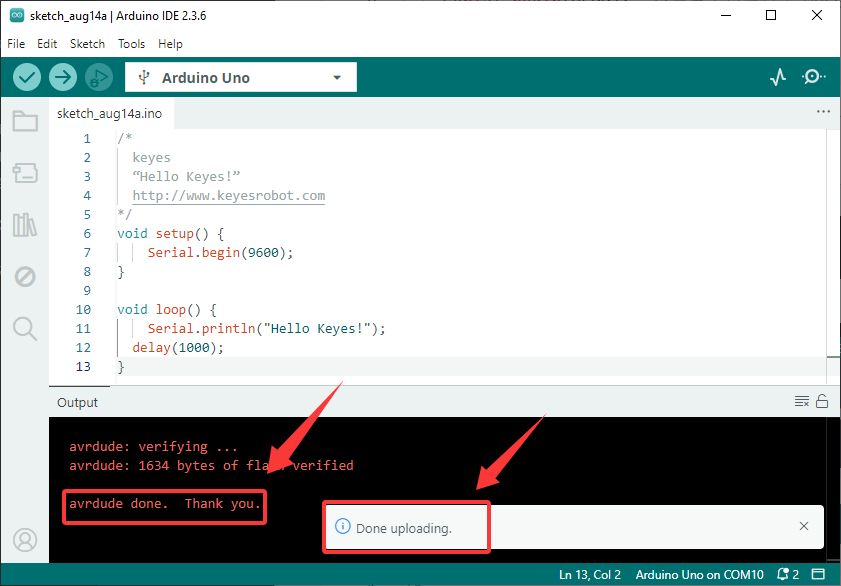 sketch_aug14a | Arduino IDE 2.3.6
File Edit Sketch Tools Help
Arduino Uno
sketch_aug14a.ino
1 /*
2 keyes
3 “Hello Keyes!”
4 http://www.keyesrobot.com
5 */
6 void setup() {
7 Serial.begin(9600);
8 }
9
10 void loop() {
11 Serial.println("Hello Keyes!");
12 delay(1000);
13 }
Output
avrdude: verifying ...
avrdude: 1634 bytes of flash verified
avrdude done.  Thank you.
Done uploading.
Ln 13, Col 2 Arduino Uno on COM10 2